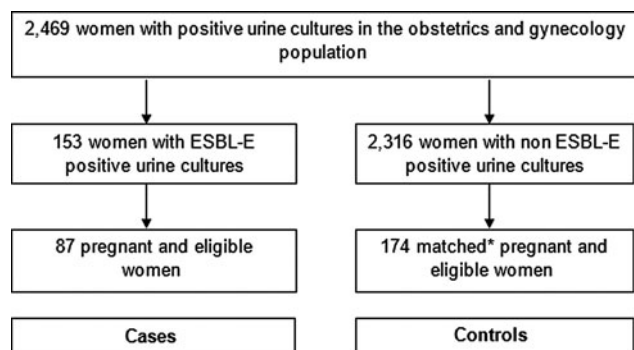 2,469 women with positive urine cultures in the obstetrics and gynecology
population
153 women with ESBL-E
positive urine cultures
2,316 women with non ESBL-E
positive urine cultures
87 pregnant and eligible
women
174 matched* pregnant and
eligible women
Cases
Controls